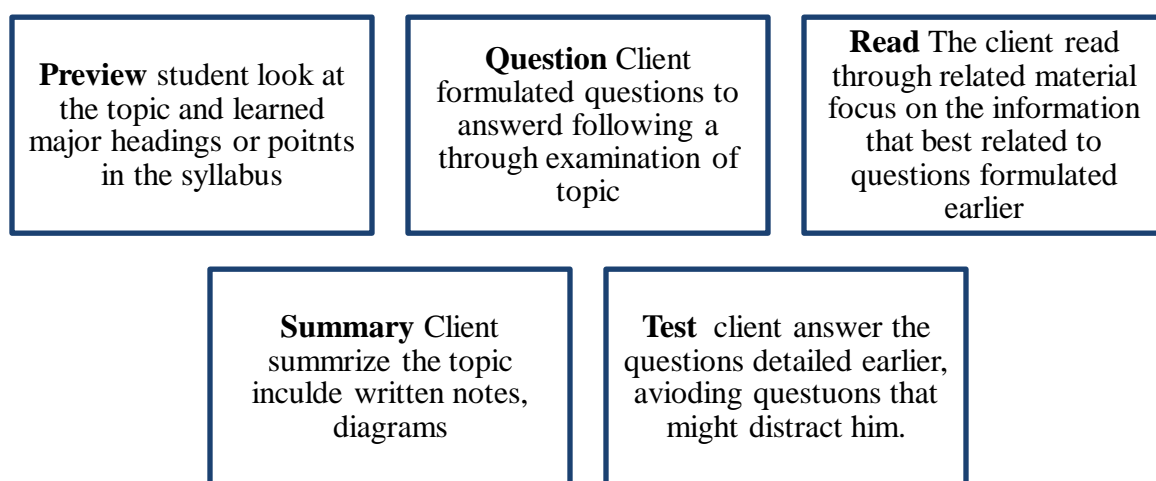 Preview student look at
the topic and learned
major headings or poitnts
in the syllabus
Question Client
formulated questions to
answerd following a
through examination of
topic
Read The client read
through related material
focus on the information
that best related to
questions formulated
earlier
Summary Client
summrize the topic
inculde written notes,
diagrams
Test client answer the
questions detailed earlier,
avioding questuons that
might distract him.